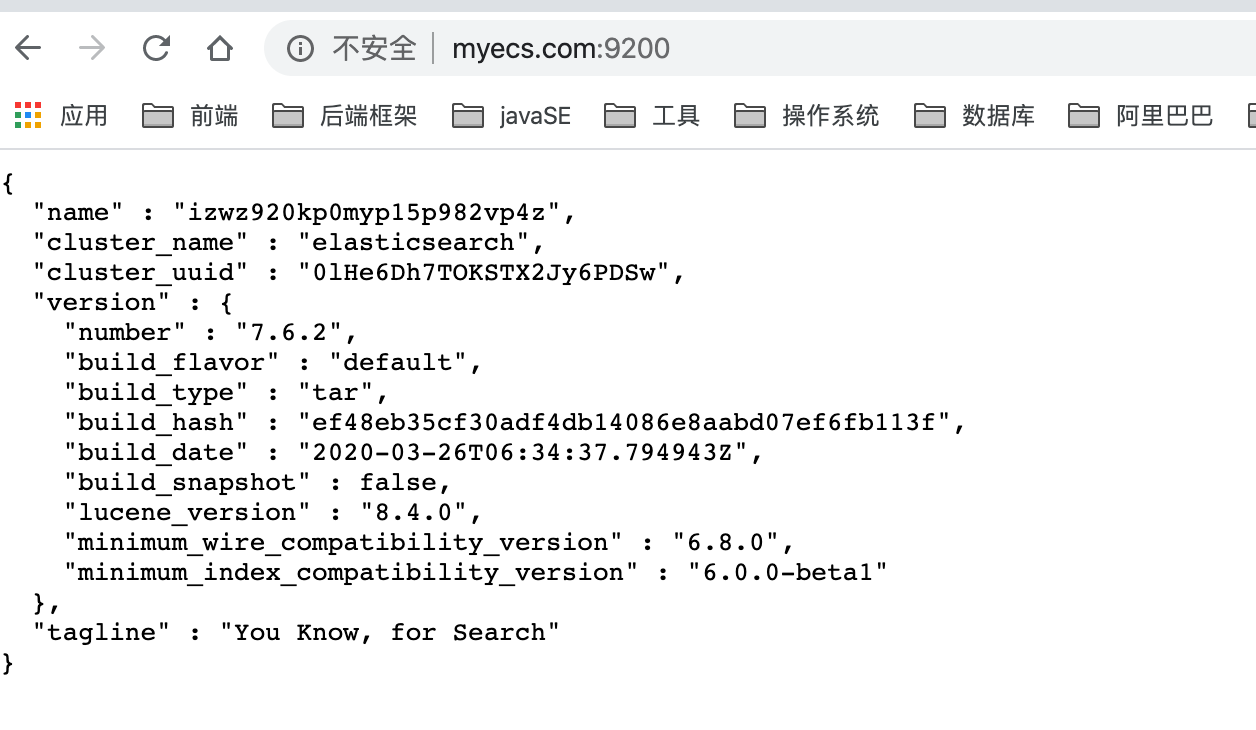 不安全 myecs.com:9200
应用 前端 后端框架 javaSE 工具 操作系统 数据库 阿里巴巴
{
"name" : "izwz920kp0myp15p982vp4z",
"cluster_name" : "elasticsearch",
"cluster_uuid" : "0lHe6Dh7TOKSTX2Jy6PDSw",
"version" : {
"number" : "7.6.2",
"build_flavor" : "default",
"build_type" : "tar",
"build_hash" : "ef48eb35cf30adf4db14086e8aabd07ef6fb113f",
"build_date" : "2020-03-26T06:34:37.794943Z",
"build_snapshot" : false,
"lucene_version" : "8.4.0",
"minimum_wire_compatibility_version" : "6.8.0",
"minimum_index_compatibility_version" : "6.0.0-beta1"
},
"tagline" : "You Know, for Search"
}